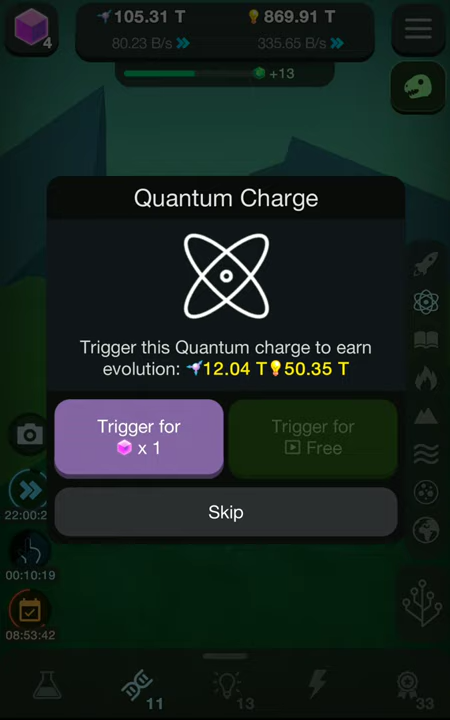 4
105.31 T
869.91 T
80.23 B/s
335.65 B/s
+13
Quantum Charge
Trigger this Quantum charge to earn
evolution: 12.04 T 50.35 T
Trigger for
x 1
Trigger for
Free
Skip
22:00:2
00:10:19
08:53:42
11
13
33